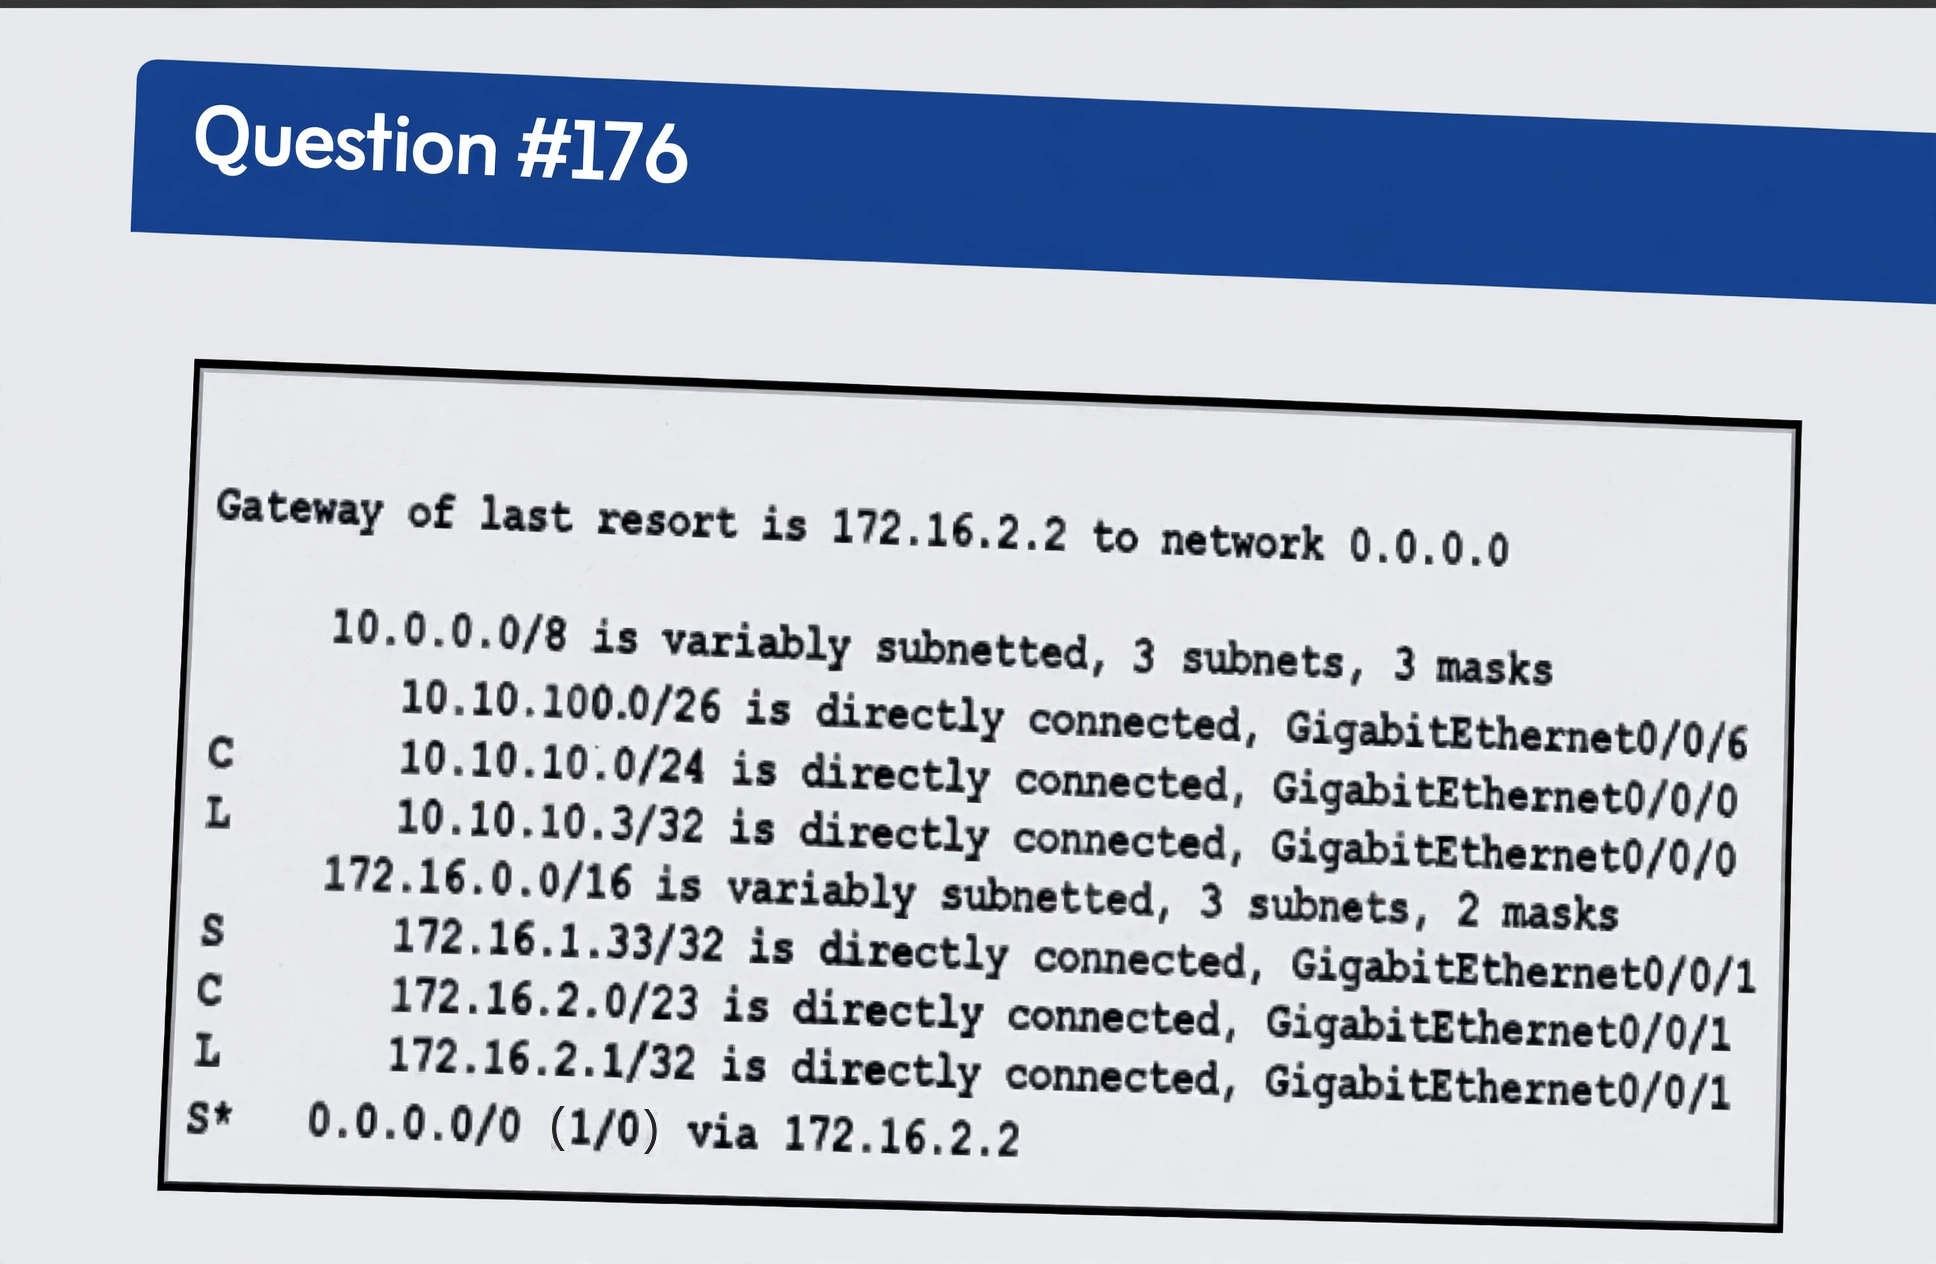 Question #176
Gateway of last resort is 172.16.2.2 to network 0.0.0.0
10.0.0.0/8 is variably subnetted, 3 subnets, 3 masks
10.10.100.0/26 is directly connected, GigabitEthernet0/0/6
C 10.10.10.0/24 is directly connected, GigabitEthernet0/0/0
L 10.10.10.3/32 is directly connected, GigabitEthernet0/0/0
172.16.0.0/16 is variably subnetted, 3 subnets, 2 masks
S 172.16.1.33/32 is directly connected, GigabitEthernet0/0/1
C 172.16.2.0/23 is directly connected, GigabitEthernet0/0/1
L 172.16.2.1/32 is directly connected, GigabitEthernet0/0/1
S* 0.0.0.0/0 (1/0) via 172.16.2.2